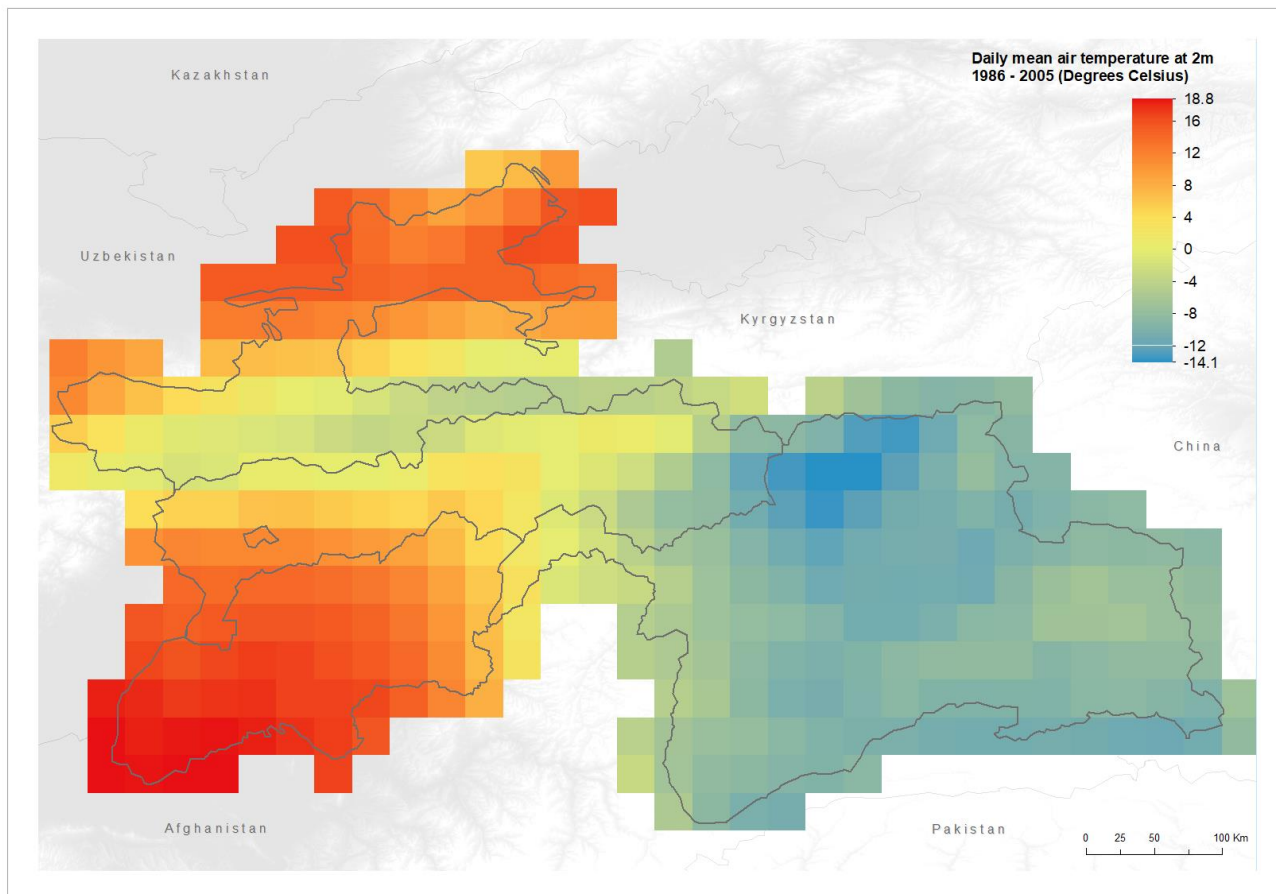 Daily mean air temperature at 2m
1986 - 2005 (Degrees Celsius)
18.8
16
12
8
4
0
-4
-8
-12
-14.1
Kazakhstan
Uzbekistan
Kyrgyzstan
China
Afghanistan
Pakistan
0 25 50 100 Km